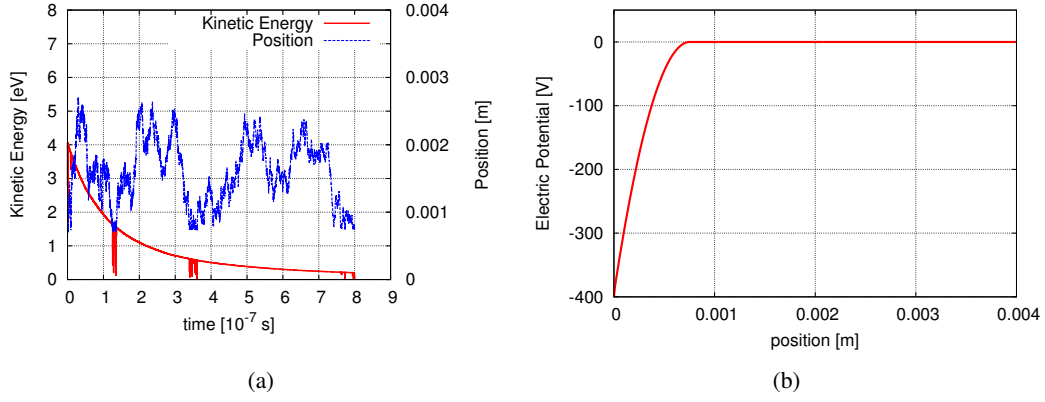 Kinetic Energy
Position
8
7
6
5
4
3
2
1
0
Kinetic Energy [eV]
0 1 2 3 4 5 6 7 8 9
time [10⁻⁷ s]
0.004
0.003
0.002
0.001
0
Position [m]
(a)
0
-100
-200
-300
-400
Electric Potential [V]
0 0.001 0.002 0.003 0.004
position [m]
(b)